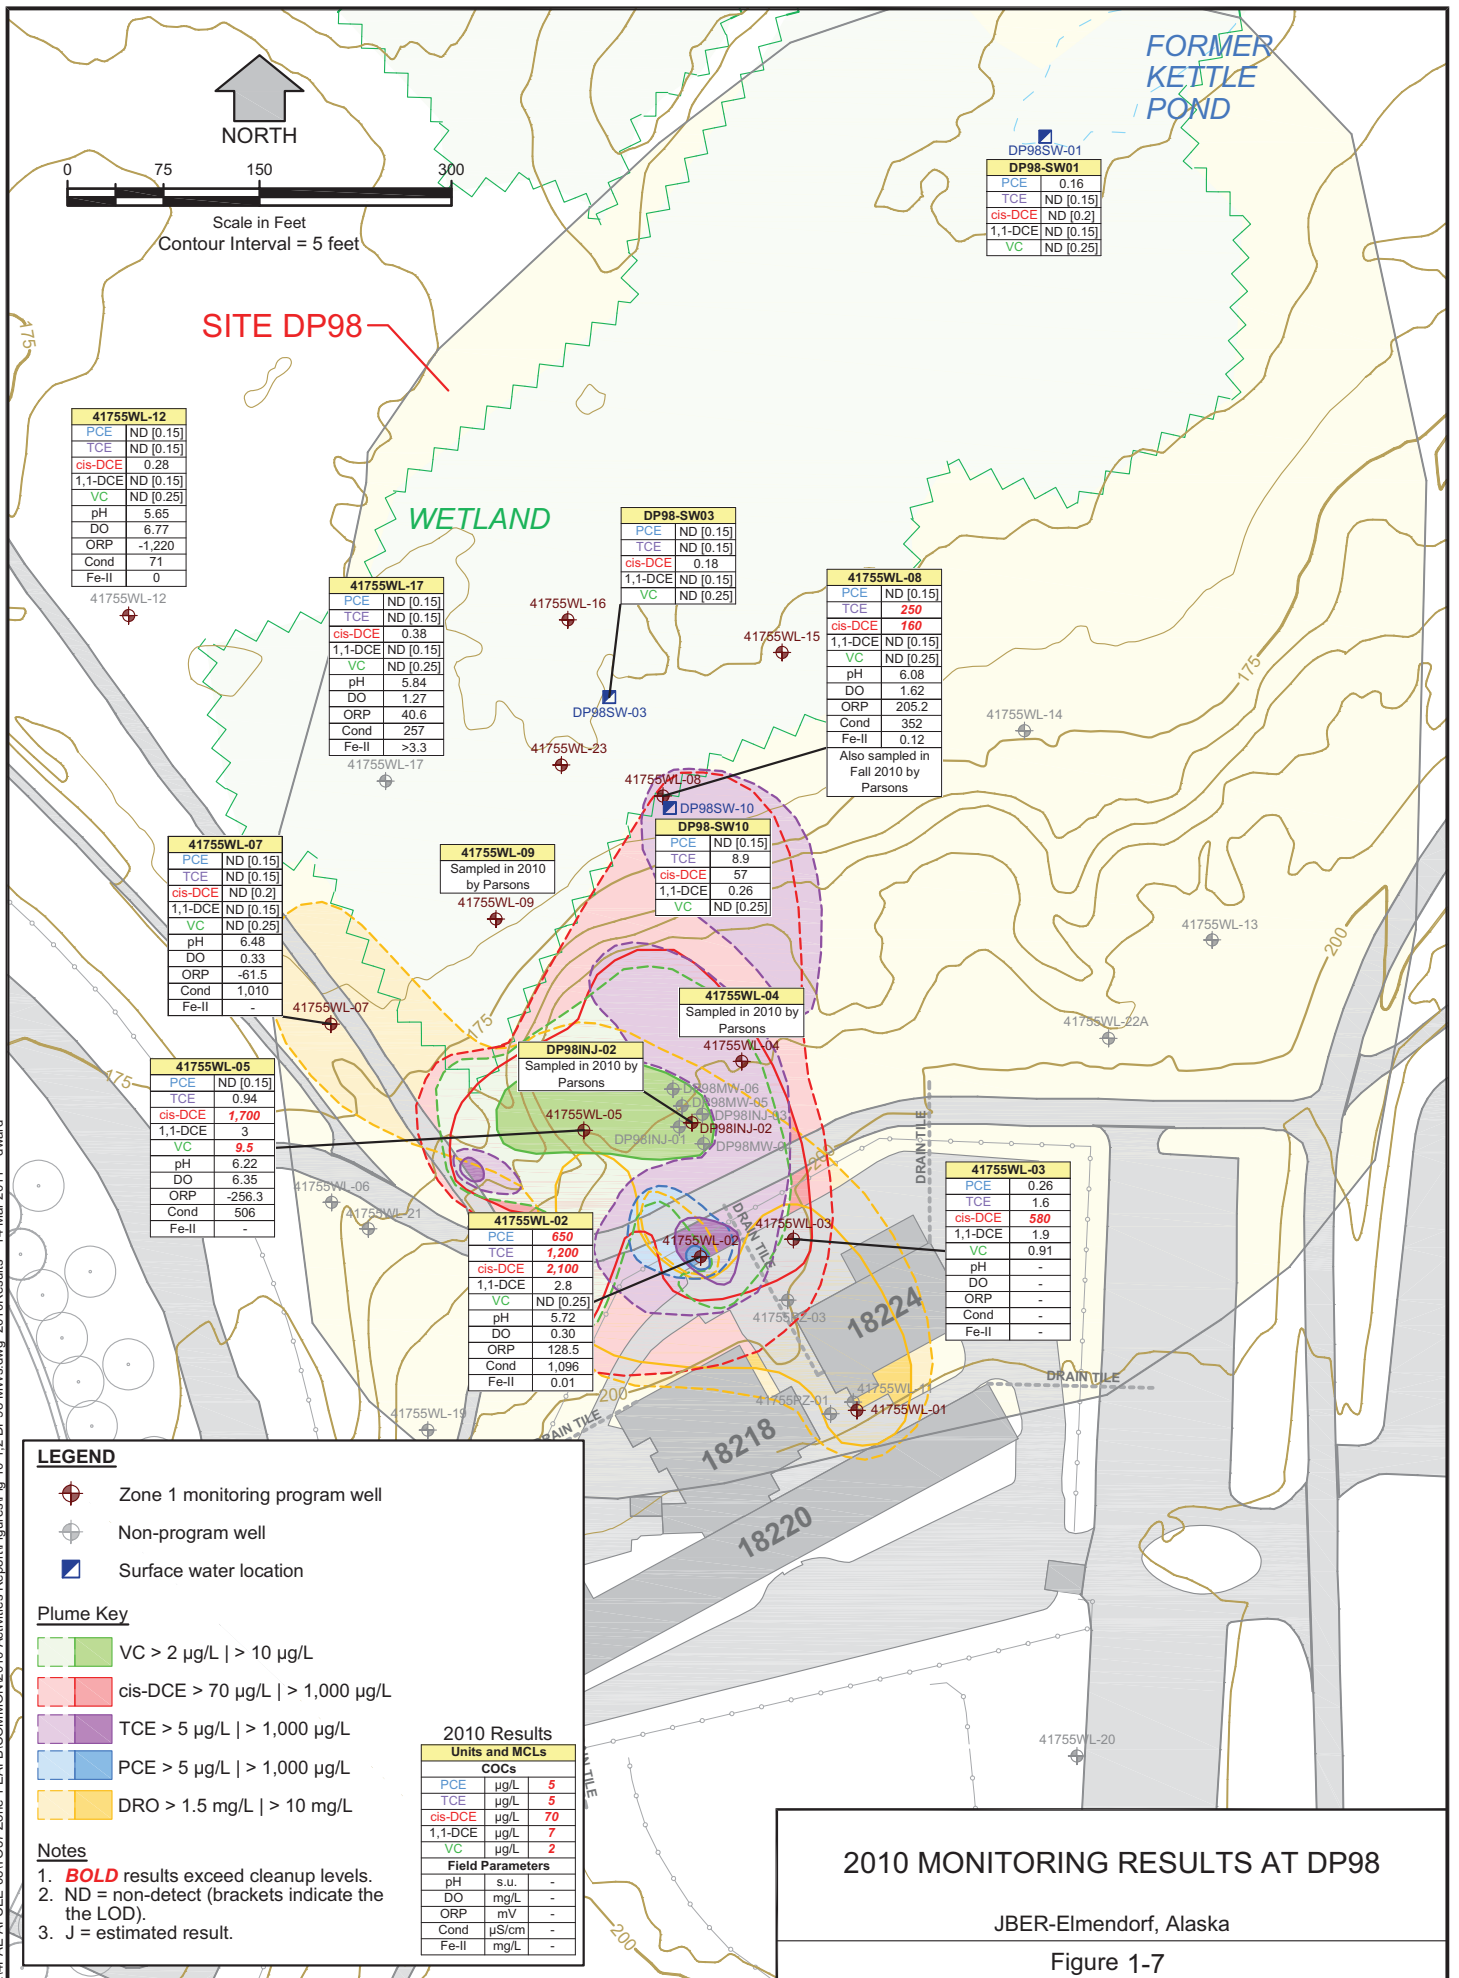 FORMER
KETTLE
POND
NORTH
0 75 150 300
Scale in Feet
Contour Interval = 5 feet
SITE DP98
WETLAND
DP98SW-01
DP98-SW01
PCE 0.16
TCE ND [0.15]
cis-DCE ND [0.2]
1,1-DCE ND [0.15]
VC ND [0.25]
175
41755WL-12
PCE ND [0.15]
TCE ND [0.15]
cis-DCE 0.28
1,1-DCE ND [0.15]
VC ND [0.25]
pH 5.65
DO 6.77
ORP -1,220
Cond 71
Fe-II 0
41755WL-12
41755WL-17
PCE ND [0.15]
TCE ND [0.15]
cis-DCE 0.38
1,1-DCE ND [0.15]
VC ND [0.25]
pH 5.84
DO 1.27
ORP 40.6
Cond 257
Fe-II >3.3
41755WL-17
DP98-SW03
PCE ND [0.15]
TCE ND [0.15]
cis-DCE 0.18
1,1-DCE ND [0.15]
VC ND [0.25]
41755WL-16
41755WL-15
DP98SW-03
41755WL-23
41755WL-08
PCE ND [0.15]
TCE 250
cis-DCE 160
1,1-DCE ND [0.15]
VC ND [0.25]
pH 6.08
DO 1.62
ORP 205.2
Cond 352
Fe-II 0.12
Also sampled in
Fall 2010 by
Parsons
175
41755WL-14
41755WL-08
DP98SW-10
DP98-SW10
PCE ND [0.15]
TCE 8.9
cis-DCE 57
1,1-DCE 0.26
VC ND [0.25]
41755WL-07
PCE ND [0.15]
TCE ND [0.15]
cis-DCE ND [0.2]
1,1-DCE ND [0.15]
VC ND [0.25]
pH 6.48
DO 0.33
ORP -61.5
Cond 1,010
Fe-II -
41755WL-07
41755WL-09
Sampled in 2010
by Parsons
41755WL-09
41755WL-13
200
41755WL-04
Sampled in 2010 by
Parsons
41755WL-04
41755WL-22A
175
175
DP98INJ-02
Sampled in 2010 by
Parsons
41755WL-05
PCE ND [0.15]
TCE 0.94
cis-DCE 1,700
1,1-DCE 3
VC 9.5
pH 6.22
DO 6.35
ORP -256.3
Cond 506
Fe-II -
41755WL-05
DP98MW-06
DP98MW-05
DP98INJ-03
DP98INJ-02
DP98INJ-01
200
DRAIN TILE
41755WL-06
41755WL-21
41755WL-02
PCE 650
TCE 1,200
cis-DCE 2,100
1,1-DCE 2.8
VC ND [0.25]
pH 5.72
DO 0.30
ORP 128.5
Cond 1,096
Fe-II 0.01
41755WL-02
DRAIN TILE
41755WL-03
41755WL-03
PCE 0.26
TCE 1.6
cis-DCE 580
1,1-DCE 1.9
VC 0.91
pH -
DO -
ORP -
Cond -
Fe-II -
41755PZ-03
18224
DRAIN TILE
200
41755PZ-01
41755WL-11
41755WL-01
41755WL-19
DRAIN TILE
18218
18220
41755WL-20
200
LEGEND
Zone 1 monitoring program well
Non-program well
Surface water location
Plume Key
VC > 2 µg/L | > 10 µg/L
cis-DCE > 70 µg/L | > 1,000 µg/L
TCE > 5 µg/L | > 1,000 µg/L
PCE > 5 µg/L | > 1,000 µg/L
DRO > 1.5 mg/L | > 10 mg/L
Notes
1. BOLD results exceed cleanup levels.
2. ND = non-detect (brackets indicate the
the LOD).
3. J = estimated result.
2010 Results
Units and MCLs
COCs
PCE µg/L 5
TCE µg/L 5
cis-DCE µg/L 70
1,1-DCE µg/L 7
VC µg/L 2
Field Parameters
pH s.u. -
DO mg/L -
ORP mV -
Cond µS/cm -
Fe-II mg/L -
2010 MONITORING RESULTS AT DP98
JBER-Elmendorf, Alaska
Figure 1-7